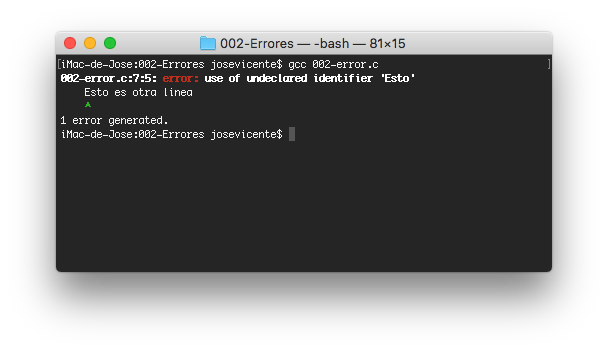 002-Errores — -bash — 81×15
[iMac-de-Jose:002-Errores josevicente$ gcc 002-error.c ]
002-error.c:7:5: error: use of undeclared identifier 'Esto'
Esto es otra linea
^
1 error generated.
iMac-de-Jose:002-Errores josevicente$